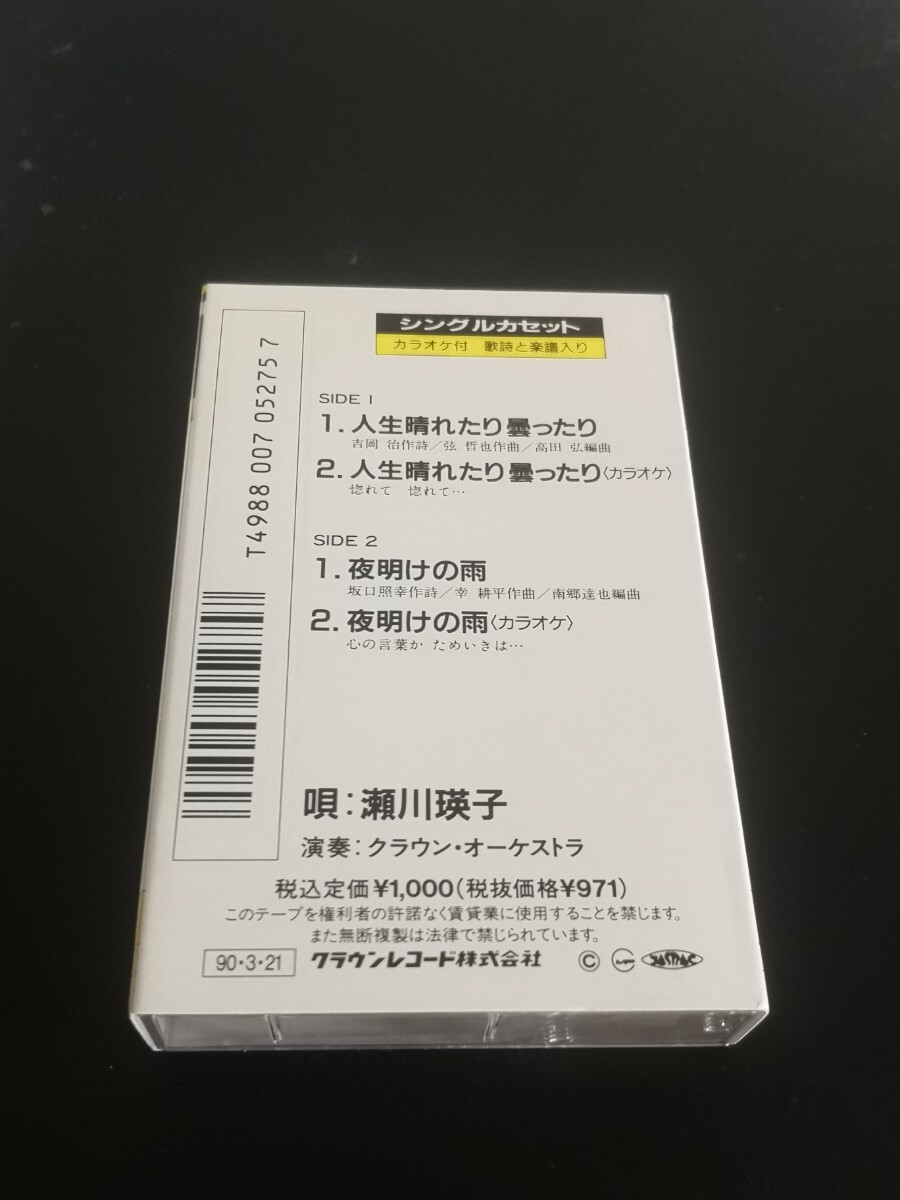 シングルカセット
カラオケ付 歌詩と楽譜入り
SIDE 1
1. 人生晴れたり曇ったり
吉岡 治作詩/弦 哲也作曲/高田 弘編曲
2. 人生晴れたり曇ったり〈カラオケ〉
惚れて 惚れて…
SIDE 2
1. 夜明けの雨
坂口照幸作詩/幸 耕平作曲/南郷達也編曲
2. 夜明けの雨〈カラオケ〉
心の言葉か ためいきは…
唄:瀬川瑛子
演奏:クラウン・オーケストラ
税込定価¥1,000(税抜価格¥971)
このテープを権利者の許諾なく賃貸業に使用することを禁じます。
また無断複製は法律で禁じられています。
90・3・21 クラウンレコード株式会社 Ⓒ JASRAC
T4988 007 05275 7